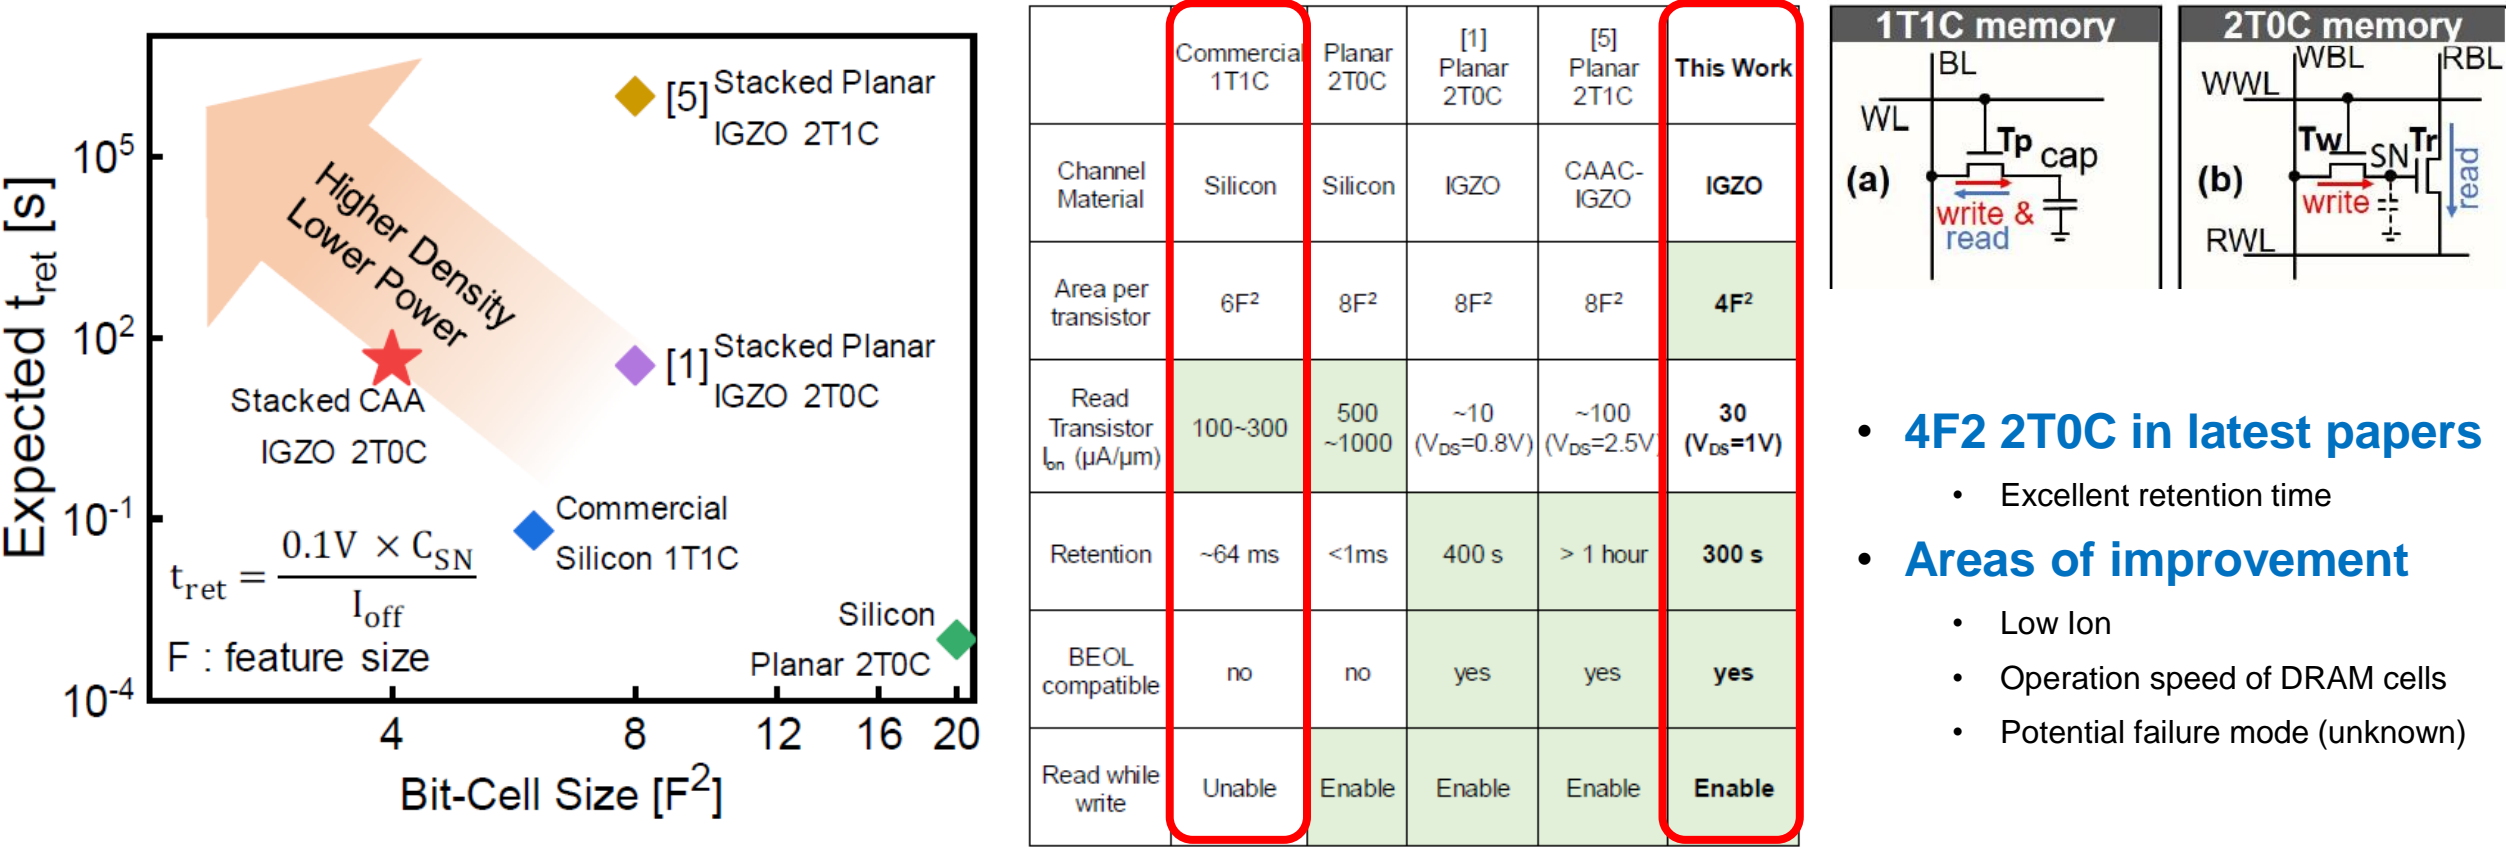 Expected tret [s]
10^5
10^2
10^-1
10^-4
4
8
12
16
20
Bit-Cell Size [F^2]
[5] Stacked Planar
IGZO 2T1C
Higher Density
Lower Power
[1] Stacked Planar
IGZO 2T0C
Stacked CAA
IGZO 2T0C
Commercial
Silicon 1T1C
Silicon
Planar 2T0C
tret = 0.1V × CSN / Ioff
F : feature size
Commercial
1T1C
Planar
2T0C
[1]
Planar
2T0C
[5]
Planar
2T1C
This Work
Channel
Material
Silicon
Silicon
IGZO
CAAC-
IGZO
IGZO
Area per
transistor
6F²
8F²
8F²
8F²
4F²
Read
Transistor
Ion (µA/µm)
100~300
500
~1000
~10
(VDS=0.8V)
~100
(VDS=2.5V)
30
(VDS=1V)
Retention
~64 ms
<1ms
400 s
> 1 hour
300 s
BEOL
compatible
no
no
yes
yes
yes
Read while
write
Unable
Enable
Enable
Enable
Enable
1T1C memory
BL
WL
Tp
cap
(a)
write &
read
2T0C memory
WBL
RBL
WWL
Tw
SN
Tr
(b)
write
read
RWL
• 4F2 2T0C in latest papers
• Excellent retention time
• Areas of improvement
• Low Ion
• Operation speed of DRAM cells
• Potential failure mode (unknown)